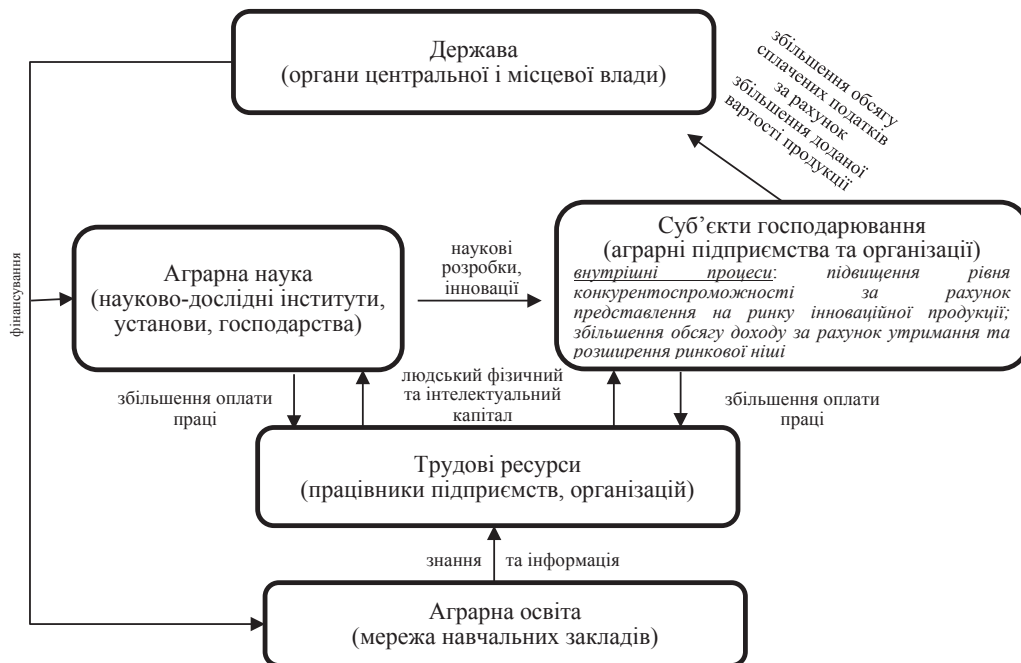 Держава
(органи центральної і місцевої влади)
збільшення обсягу
сплачених податків
за рахунок
збільшення доданої
вартості продукції
фінансування
Аграрна наука
(науково-дослідні інститути,
установи, господарства)
наукові
розробки,
інновації
Суб’єкти господарювання
(аграрні підприємства та організації)
внутрішні процеси: підвищення рівня
конкурентоспроможності за рахунок
представлення на ринку інноваційної продукції;
збільшення обсягу доходу за рахунок утримання та
розширення ринкової ніші
збільшення оплати
праці
людський фізичний
та інтелектуальний
капітал
збільшення оплати
праці
Трудові ресурси
(працівники підприємств, організацій)
знання та інформація
Аграрна освіта
(мережа навчальних закладів)